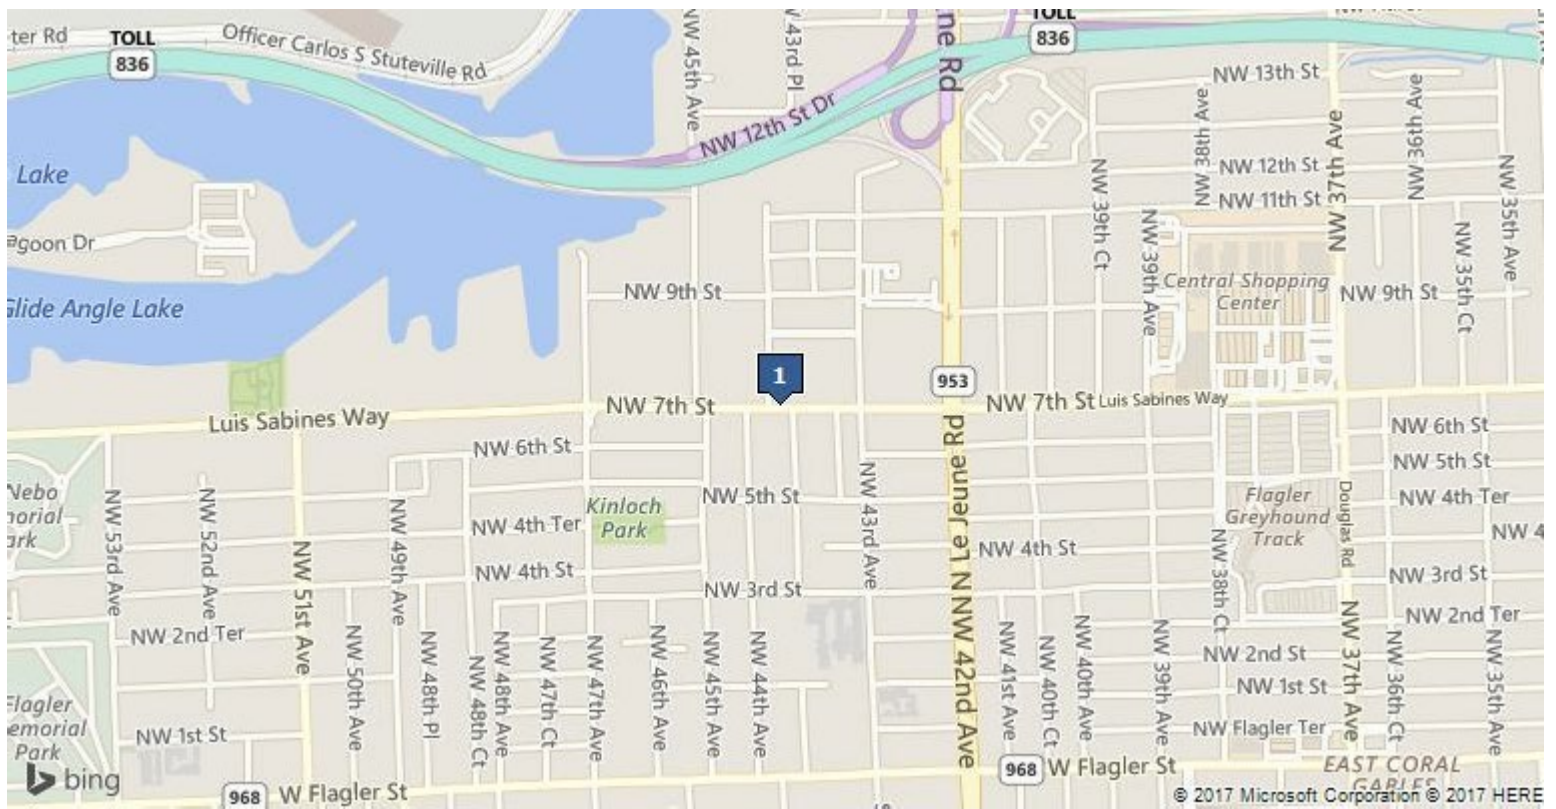 ter Rd
TOLL
836
Officer Carlos S Stuteville Rd
NW 45th Ave
43rd Pl
ne Rd
TOLL
836
NW 12th St Dr
NW 13th St
NW 38th Ave
NW 37th Ave
NW 36th Ave
Lake
NW 39th Ct
NW 12th St
NW 11th St
NW 35th Ave
goon Dr
NW 39th Ave
NW 35th Ct
Glide Angle Lake
NW 9th St
Central Shopping
Center
NW 9th St
1
953
Luis Sabines Way
NW 7th St
NW 7th St
Luis Sabines Way
NW 6th St
NW 6th St
NW 5th St
Nebo
morial
ark
NW 53rd Ave
NW 52nd Ave
NW 51st Ave
NW 49th Ave
NW 4th Ter
Kinloch
Park
NW 5th St
NW 43rd Ave
N Le Jeune Rd
NW 4th St
Flagler
Greyhound
Track
Douglas Rd
NW 4th Ter
NW 4
NW 4th St
NW 3rd St
NW 38th Ct
NW 3rd St
NW 2nd Ter
NW 2nd Ter
NW 50th Ave
NW 48th Pl
NW 48th Ct
NW 48th Ave
NW 47th Ct
NW 47th Ave
NW 46th Ave
NW 45th Ave
NW 44th Ave
NW 42nd Ave
NW 41st Ave
NW 40th Ct
NW 40th Ave
NW 39th Ave
NW 2nd St
NW 1st St
NW 37th Ave
NW 36th Ct
NW 35th Ave
Flagler
emorial
Park
NW 1st St
NW Flagler Ter
bing
968
W Flagler St
968
W Flagler St
EAST CORAL
GABLES
© 2017 Microsoft Corporation © 2017 HERE